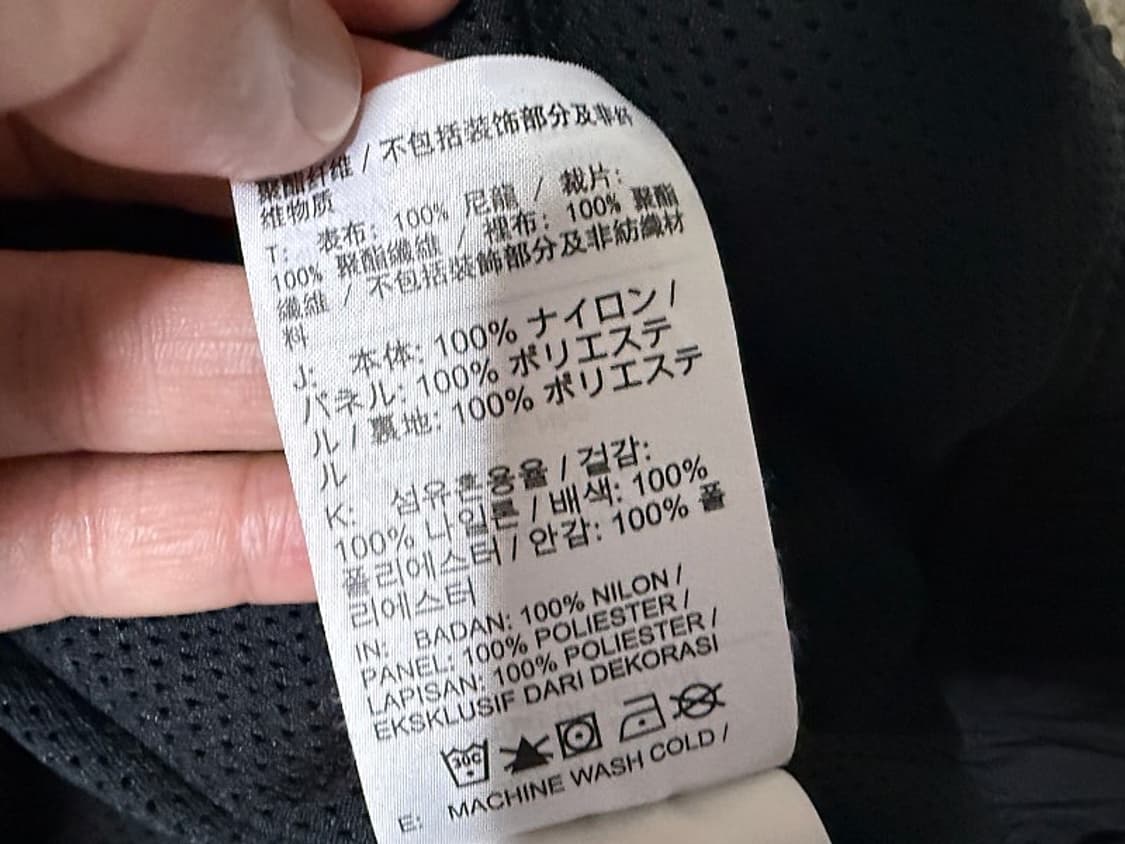 聚酯纤维 / 不包括装饰部分及非纺
维物质
T: 表布: 100% 尼龍 / 裁片:
100% 聚酯纖維 / 裡布: 100% 聚酯
纖維 / 不包括装飾部分及非紡織材
料
J: 本体: 100% ナイロン /
パネル: 100% ポリエステ
ル / 裏地: 100% ポリエステ
ル
K: 섬유혼용율 / 겉감:
100% 나일론 / 배색: 100%
폴리에스터 / 안감: 100% 폴
리에스터
IN: BADAN: 100% NILON /
PANEL: 100% POLIESTER /
LAPISAN: 100% POLIESTER /
EKSKLUSIF DARI DEKORASI
30C
E: MACHINE WASH COLD /